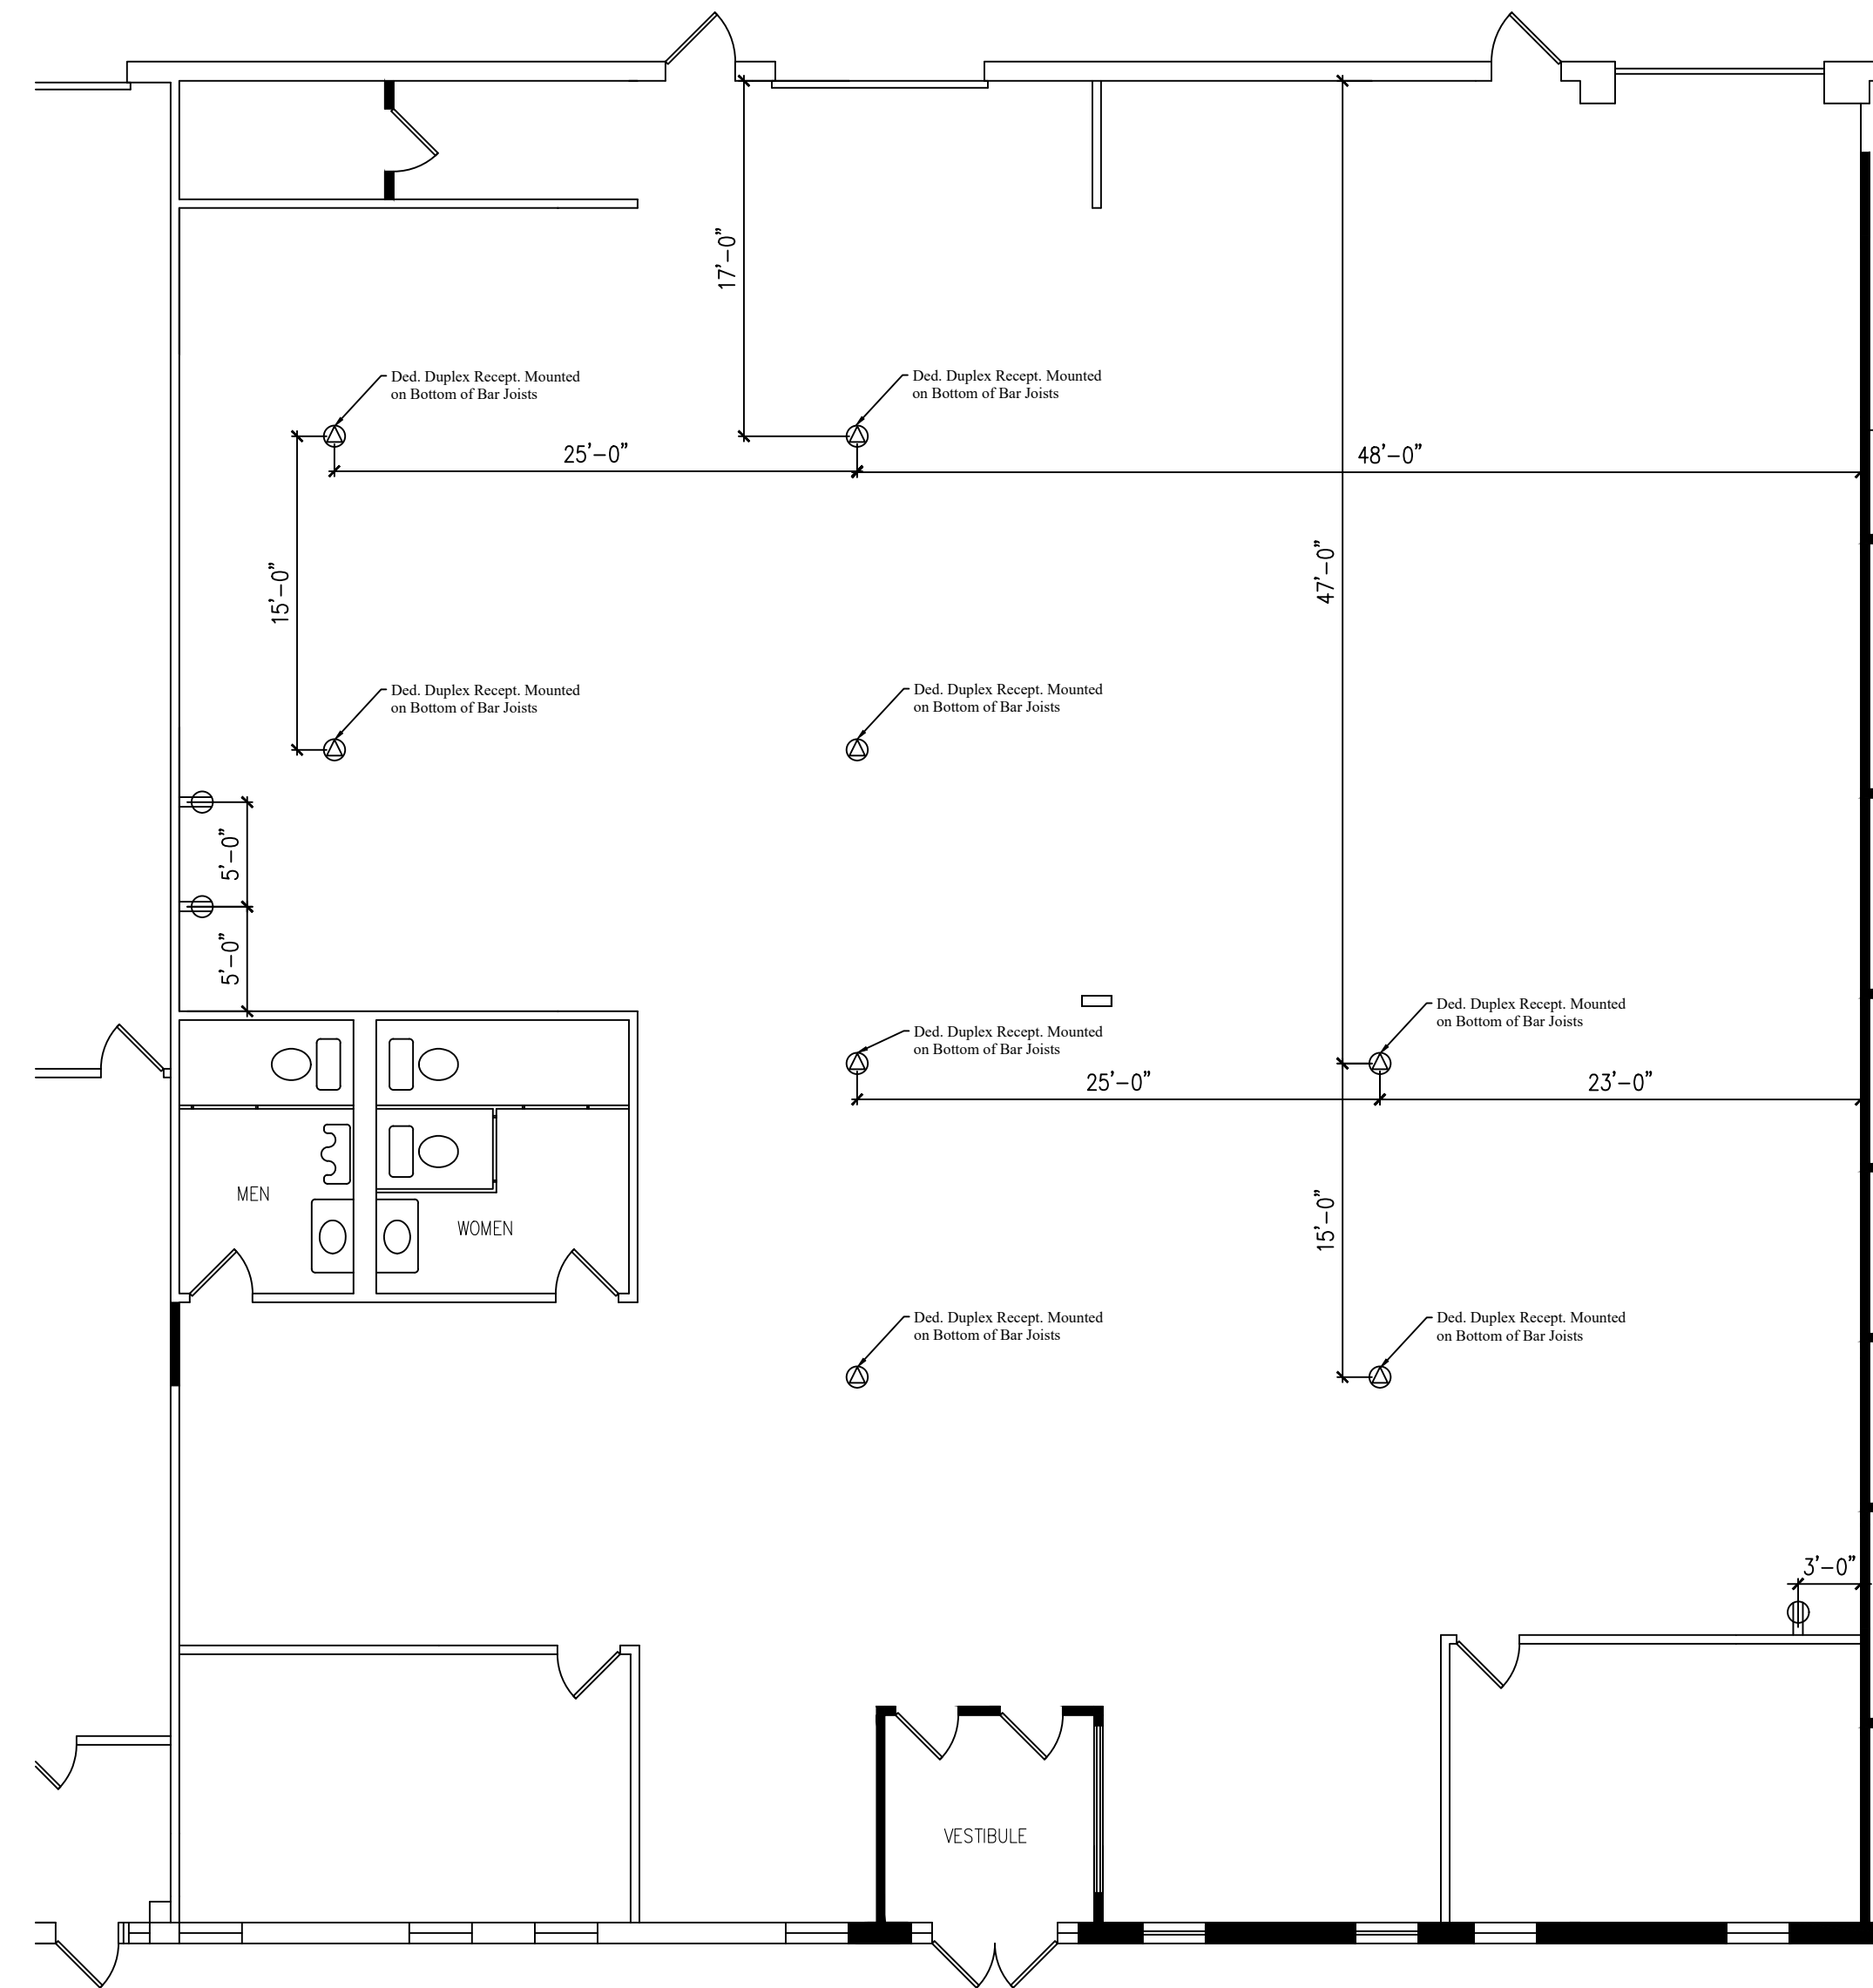 17'-0"
Ded. Duplex Recept. Mounted
on Bottom of Bar Joists
Ded. Duplex Recept. Mounted
on Bottom of Bar Joists
25'-0"
48'-0"
15'-0"
47'-0"
Ded. Duplex Recept. Mounted
on Bottom of Bar Joists
Ded. Duplex Recept. Mounted
on Bottom of Bar Joists
5'-0"
5'-0"
Ded. Duplex Recept. Mounted
on Bottom of Bar Joists
Ded. Duplex Recept. Mounted
on Bottom of Bar Joists
25'-0"
23'-0"
MEN
WOMEN
15'-0"
Ded. Duplex Recept. Mounted
on Bottom of Bar Joists
Ded. Duplex Recept. Mounted
on Bottom of Bar Joists
3'-0"
VESTIBULE